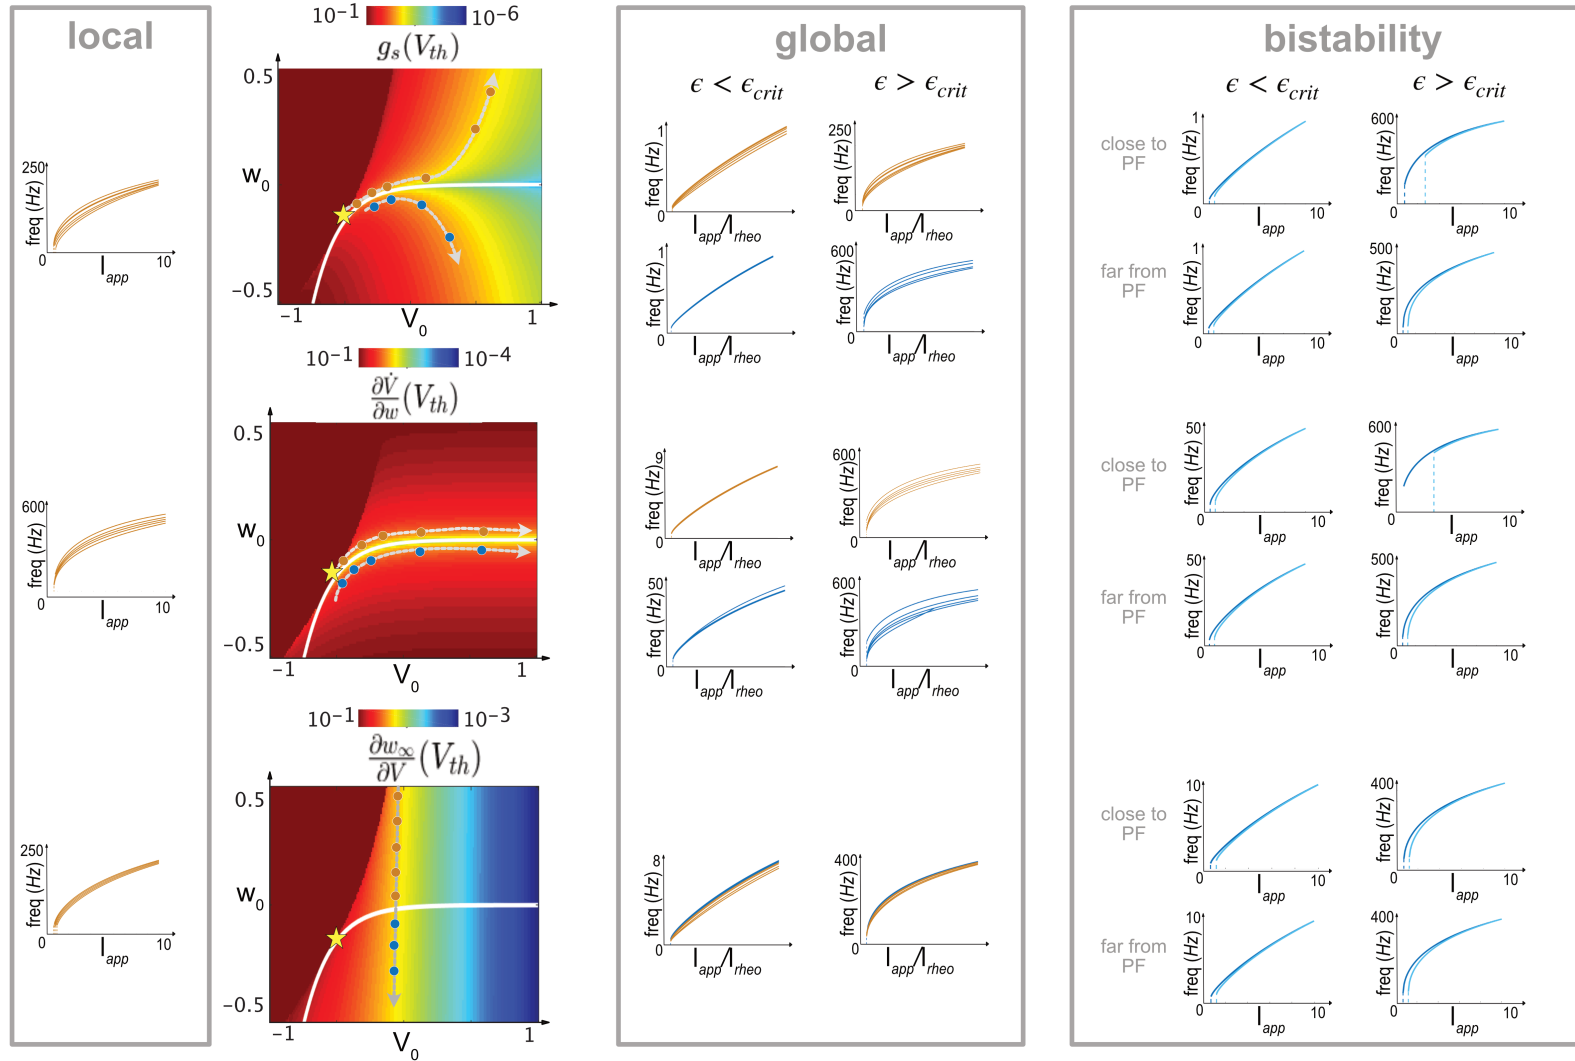 local
250
freq (Hz)
0
I_app
10
600
freq (Hz)
0
I_app
10
250
freq (Hz)
0
I_app
10
10⁻¹ 10⁻⁶
g_s(V_th)
0.5
w₀
−0.5
−1
V₀
1
10⁻¹ 10⁻⁴
∂V̇/∂w (V_th)
0.5
w₀
−0.5
−1
V₀
1
10⁻¹ 10⁻³
∂w_∞/∂V (V_th)
0.5
w₀
−0.5
−1
V₀
1
global
ϵ < ϵ_crit ϵ > ϵ_crit
1
freq (Hz)
0
I_app/I_rheo
250
freq (Hz)
0
I_app/I_rheo
1
freq (Hz)
0
I_app/I_rheo
600
freq (Hz)
0
I_app/I_rheo
9
freq (Hz)
0
I_app/I_rheo
600
freq (Hz)
0
I_app/I_rheo
50
freq (Hz)
0
I_app/I_rheo
600
freq (Hz)
0
I_app/I_rheo
8
freq (Hz)
0
I_app/I_rheo
400
freq (Hz)
0
I_app/I_rheo
bistability
ϵ < ϵ_crit ϵ > ϵ_crit
close to
PF
1
freq (Hz)
0
I_app
10
600
freq (Hz)
0
I_app
10
far from
PF
1
freq (Hz)
0
I_app
10
500
freq (Hz)
0
I_app
10
close to
PF
50
freq (Hz)
0
I_app
10
600
freq (Hz)
0
I_app
10
far from
PF
50
freq (Hz)
0
I_app
10
500
freq (Hz)
0
I_app
10
close to
PF
10
freq (Hz)
0
I_app
10
400
freq (Hz)
0
I_app
10
far from
PF
10
freq (Hz)
0
I_app
10
400
freq (Hz)
0
I_app
10